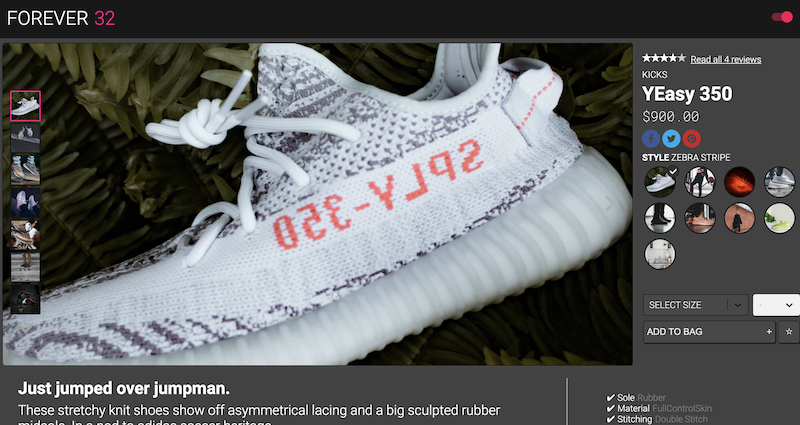 FOREVER 32
Read all 4 reviews
KICKS
YEasy 350
$900.00
STYLE ZEBRA STRIPE
SPLY-350
SELECT SIZE
-
ADD TO BAG +
Just jumped over jumpman.
These stretchy knit shoes show off asymmetrical lacing and a big sculpted rubber
midsole. In a nod to adidas soccer heritage
✔ Sole Rubber
✔ Material FullControlSkin
✔ Stitching Double Stitch